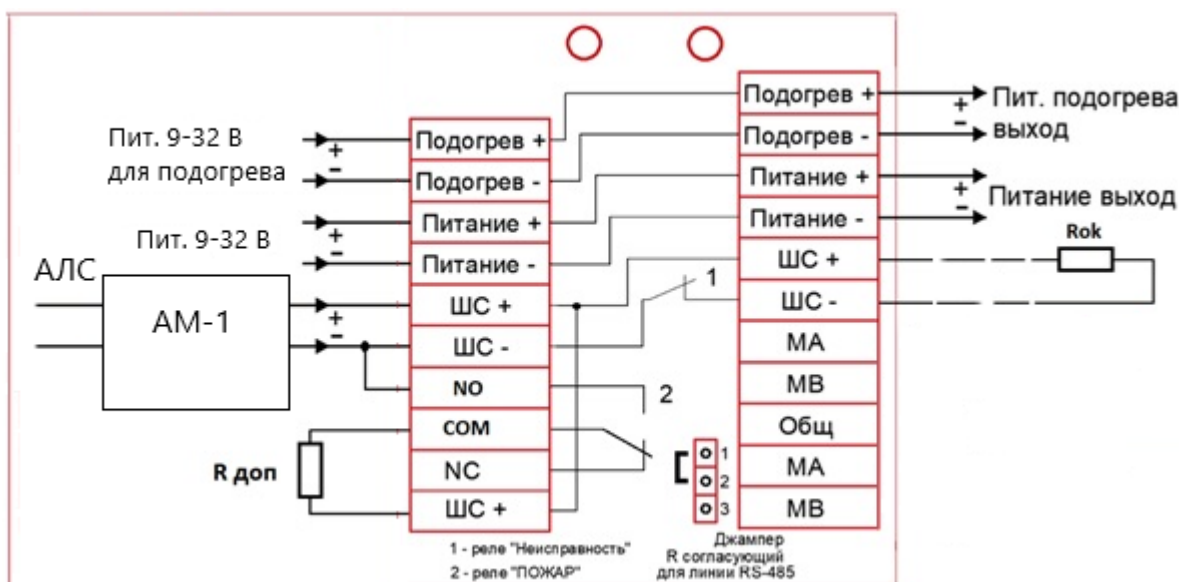 Пит. 9-32 В
для подогрева
+
-
Пит. 9-32 В
+
-
АЛС
АМ-1
+
-
R доп
Подогрев +
Подогрев -
Питание +
Питание -
ШС +
ШС -
NO
COM
NC
ШС +
1
2
1 - реле "Неисправность"
2 - реле "ПОЖАР"
1
2
3
Джампер
R согласующий
для линии RS-485
Подогрев +
Подогрев -
Питание +
Питание -
ШС +
ШС -
МА
МВ
Общ
МА
МВ
+
-
Пит. подогрева
выход
+
-
Питание выход
Rok